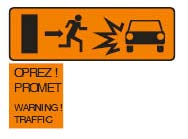 OPREZ !
PROMET
WARNING !
TRAFFIC